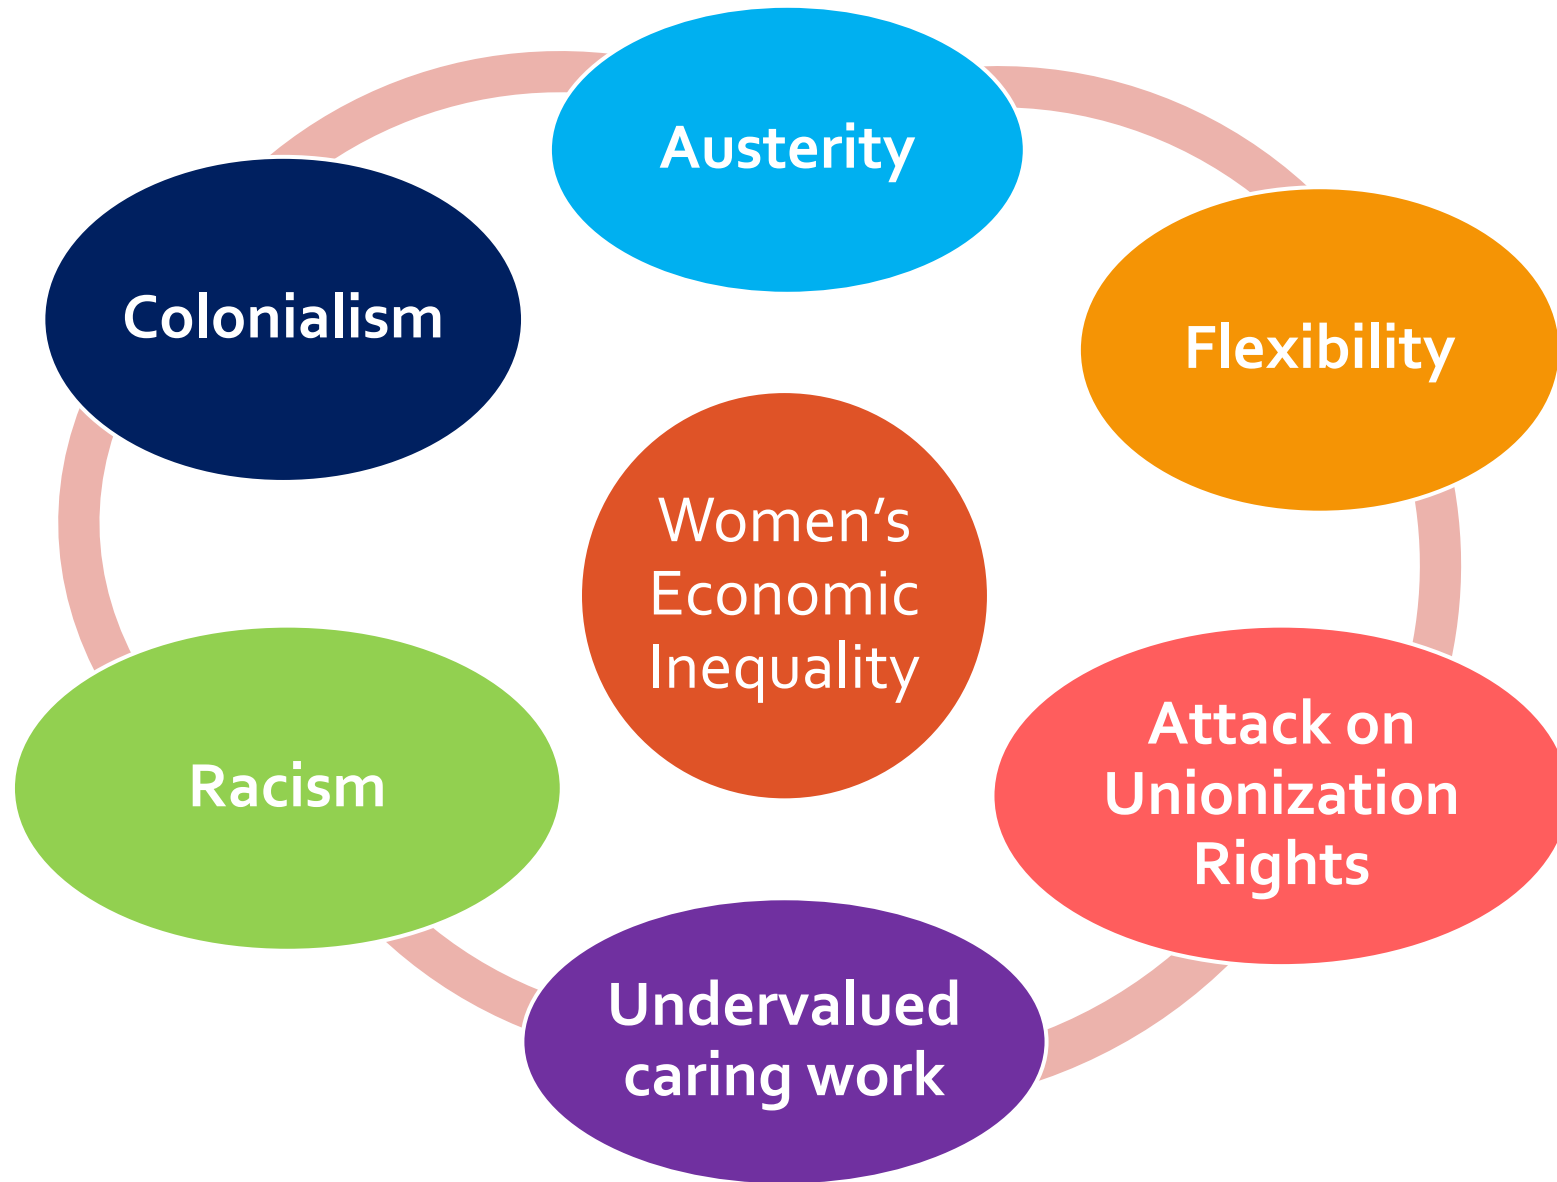 Austerity
Colonialism
Flexibility
Women’s
Economic
Inequality
Attack on
Unionization
Rights
Racism
Undervalued
caring work